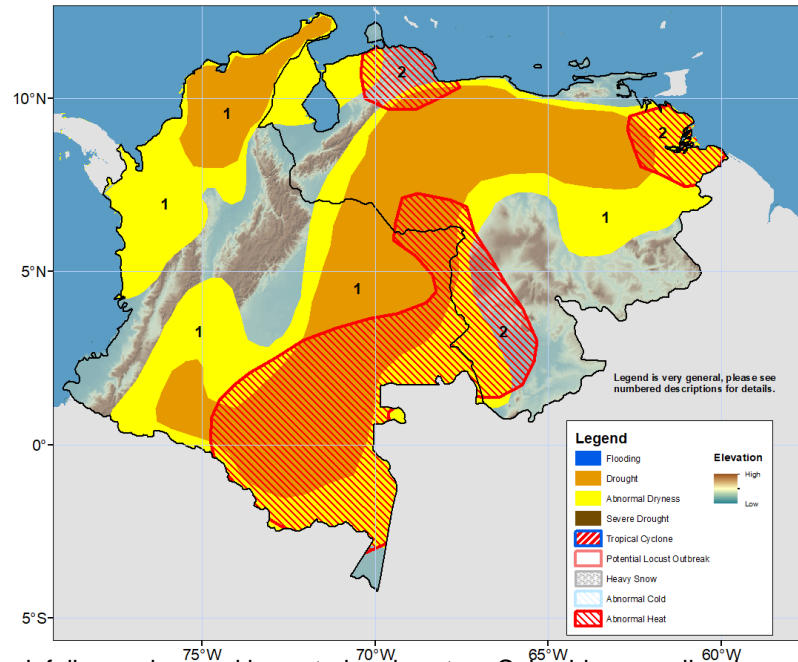 10°N
5°N
0°
5°S
75°W
70°W
65°W
60°W
1
1
1
1
1
2
2
2
Legend is very general, please see
numbered descriptions for details.
Legend
Flooding
Drought
Abnormal Dryness
Severe Drought
Tropical Cyclone
Potential Locust Outbreak
Heavy Snow
Abnormal Cold
Abnormal Heat
Elevation
High
Low